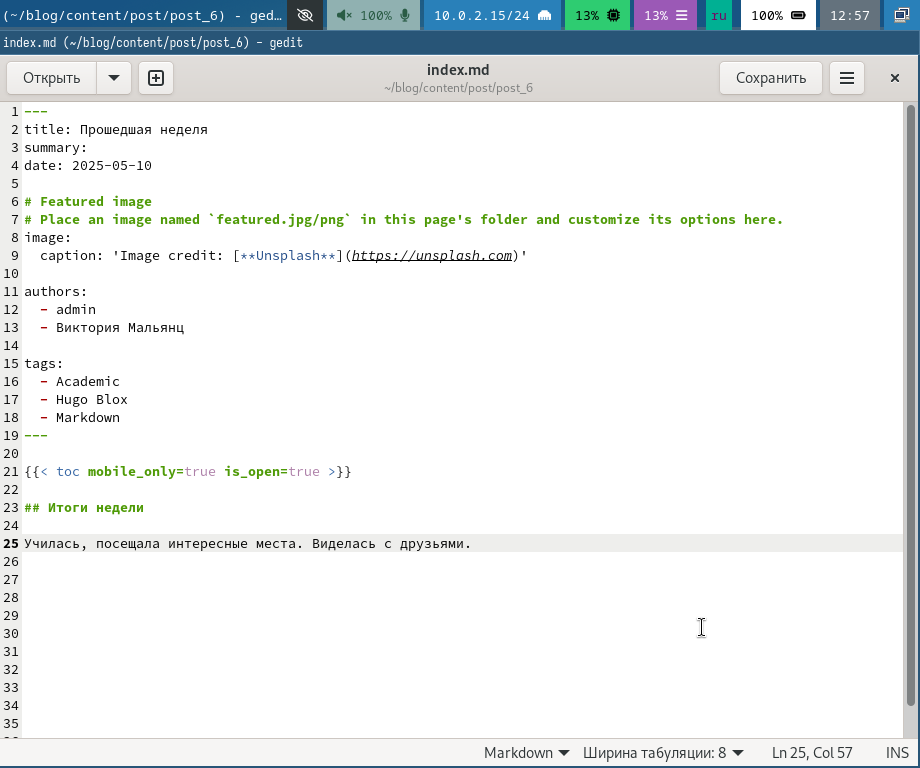 (~/blog/content/post/post_6) - ged… 100% 10.0.2.15/24 13% 13% ru 100% 12:57
index.md (~/blog/content/post/post_6) - gedit
Открыть
index.md
~/blog/content/post/post_6
Сохранить
1 ---
2 title: Прошедшая неделя
3 summary:
4 date: 2025-05-10
5
6 # Featured image
7 # Place an image named `featured.jpg/png` in this page's folder and customize its options here.
8 image:
9   caption: 'Image credit: [**Unsplash**](https://unsplash.com)'
10
11 authors:
12   - admin
13   - Виктория Мальянц
14
15 tags:
16   - Academic
17   - Hugo Blox
18   - Markdown
19 ---
20
21 {{< toc mobile_only=true is_open=true >}}
22
23 ## Итоги недели
24
25 Училась, посещала интересные места. Виделась с друзьями.
26
27
28
29
30
31
32
33
34
35
Markdown Ширина табуляции: 8 Ln 25, Col 57 INS